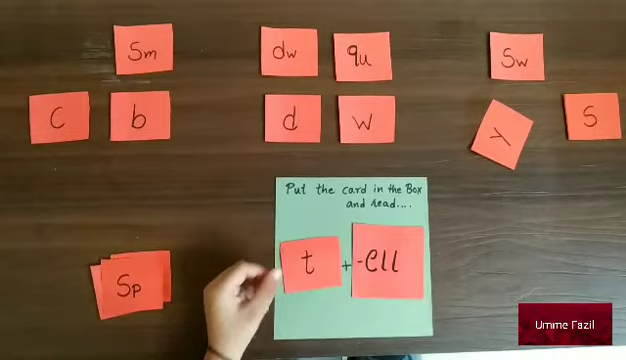 Sm
dw
qu
Sw
C
b
d
w
y
S
Put the card in the Box
and read....
t + -ell
Sp
Umme Fazil